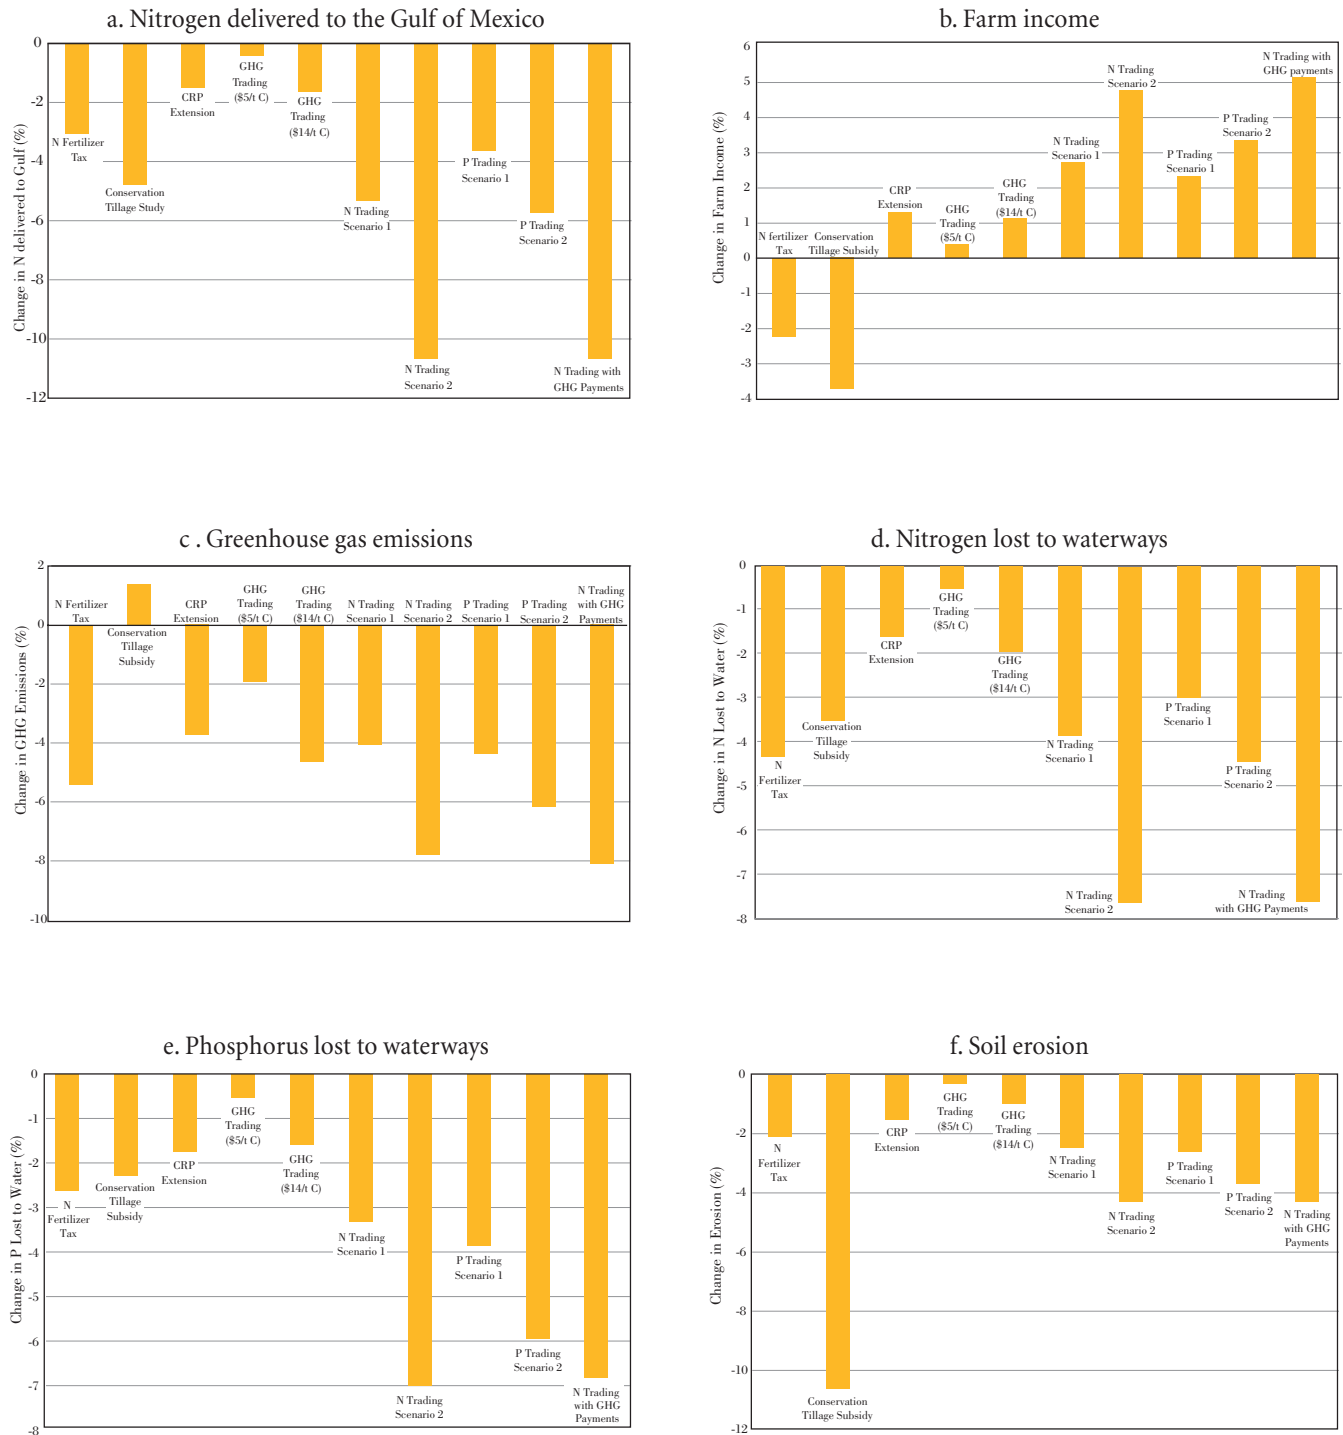 a. Nitrogen delivered to the Gulf of Mexico
Change in N delivered to Gulf (%)
0
-2
-4
-6
-8
-10
-12
N Fertilizer
Tax
Conservation
Tillage Study
CRP
Extension
GHG
Trading
($5/t C)
GHG
Trading
($14/t C)
N Trading
Scenario 1
N Trading
Scenario 2
P Trading
Scenario 1
P Trading
Scenario 2
N Trading with
GHG Payments
b. Farm income
Change in Farm Income (%)
6
5
4
3
2
1
0
-1
-2
-3
-4
N fertilizer
Tax
Conservation
Tillage Subsidy
CRP
Extension
GHG
Trading
($5/t C)
GHG
Trading
($14/t C)
N Trading
Scenario 1
N Trading
Scenario 2
P Trading
Scenario 1
P Trading
Scenario 2
N Trading with
GHG payments
c . Greenhouse gas emissions
Change in GHG Emissions (%)
2
0
-2
-4
-6
-8
-10
N Fertilizer
Tax
Conservation
Tillage
Subsidy
CRP
Extension
GHG
Trading
($5/t C)
GHG
Trading
($14/t C)
N Trading
Scenario 1
N Trading
Scenario 2
P Trading
Scenario 1
P Trading
Scenario 2
N Trading
with GHG
Payments
d. Nitrogen lost to waterways
Change in N Lost to Water (%)
0
-1
-2
-3
-4
-5
-6
-7
-8
N
Fertilizer
Tax
Conservation
Tillage
Subsidy
CRP
Extension
GHG
Trading
($5/t C)
GHG
Trading
($14/t C)
N Trading
Scenario 1
N Trading
Scenario 2
P Trading
Scenario 1
P Trading
Scenario 2
N Trading
with GHG Payments
e. Phosphorus lost to waterways
Change in P Lost to Water (%)
0
-1
-2
-3
-4
-5
-6
-7
-8
N
Fertilizer
Tax
Conservation
Tillage
Subsidy
CRP
Extension
GHG
Trading
($5/t C)
GHG
Trading
($14/t C)
N Trading
Scenario 1
N Trading
Scenario 2
P Trading
Scenario 1
P Trading
Scenario 2
N Trading
with GHG
Payments
f. Soil erosion
Change in Erosion (%)
0
-2
-4
-6
-8
-10
-12
N
Fertilizer
Tax
Conservation
Tillage Subsidy
CRP
Extension
GHG
Trading
($5/t C)
GHG
Trading
($14/t C)
N Trading
Scenario 1
N Trading
Scenario 2
P Trading
Scenario 1
P Trading
Scenario 2
N Trading
with GHG
Payments